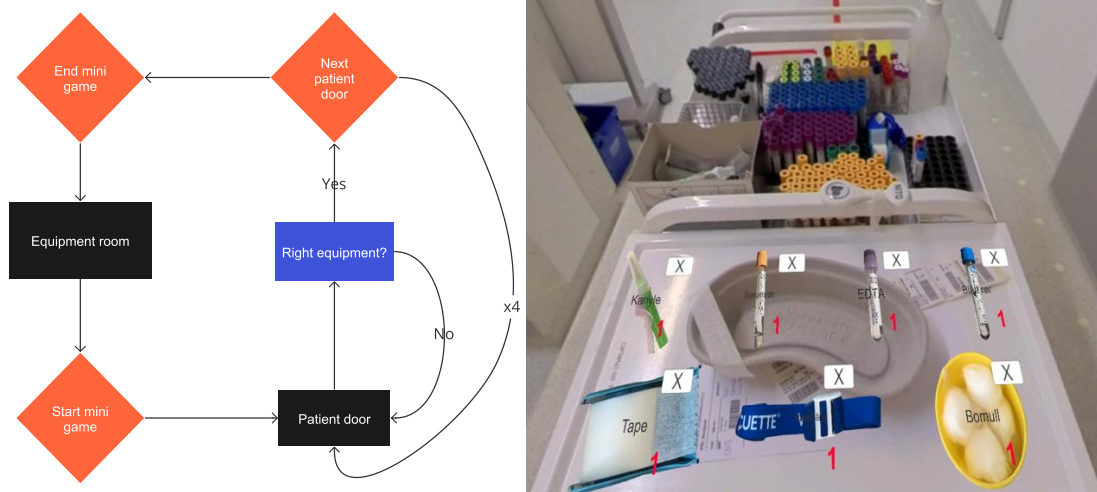 End mini
game
Next
patient
door
Yes
Equipment room
Right equipment?
x4
No
Start mini
game
Patient door
X
X
X
X
Kanyle
EDTA
1
1
1
1
X
X
X
Tape
CUETTE
Bomull
1
1
1